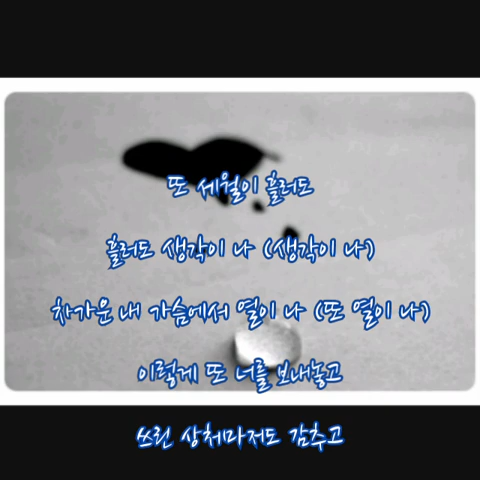 또 세월이 흘러도
흘러도 생각이 나 (생각이 나)
차가운 내 가슴에서 열이 나 (또 열이 나)
이렇게 또 너를 보내놓고
쓰린 상처마저도 감추고